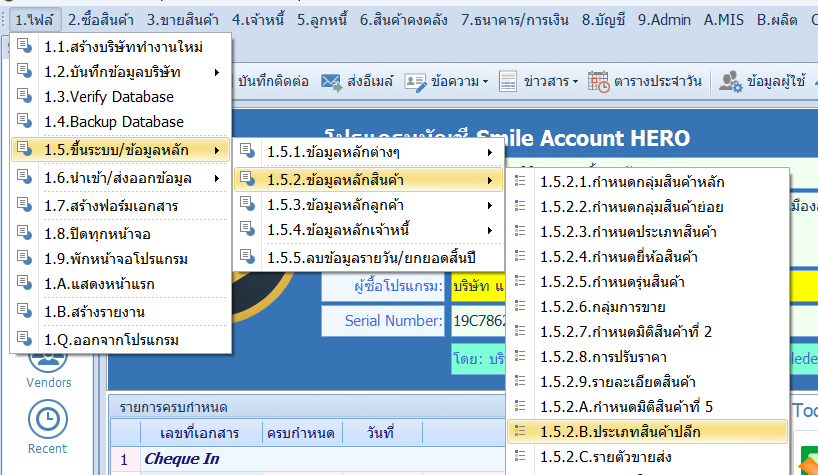 1.ไฟล์ 2.ซื้อสินค้า 3.ขายสินค้า 4.เจ้าหนี้ 5.ลูกหนี้ 6.สินค้าคงคลัง 7.ธนาคาร/การเงิน 8.บัญชี 9.Admin A.MIS B.ผลิต
1.1.สร้างบริษัททำงานใหม่
1.2.บันทึกข้อมูลบริษัท
1.3.Verify Database
1.4.Backup Database
1.5.ขึ้นระบบ/ข้อมูลหลัก
1.6.นำเข้า/ส่งออกข้อมูล
1.7.สร้างฟอร์มเอกสาร
1.8.ปิดทุกหน้าจอ
1.9.พักหน้าจอโปรแกรม
1.A.แสดงหน้าแรก
1.B.สร้างรายงาน
1.Q.ออกจากโปรแกรม
บันทึกติดต่อ ส่งอีเมล์ ข้อความ ข่าวสาร ตารางประจำวัน ข้อมูลผู้ใช้
Smile Account HERO
1.5.1.ข้อมูลหลักต่างๆ
1.5.2.ข้อมูลหลักสินค้า
1.5.3.ข้อมูลหลักลูกค้า
1.5.4.ข้อมูลหลักเจ้าหนี้
1.5.5.ลบข้อมูลรายวัน/ยกยอดสิ้นปี
1.5.2.1.กำหนดกลุ่มสินค้าหลัก
1.5.2.2.กำหนดกลุ่มสินค้าย่อย
1.5.2.3.กำหนดประเภทสินค้า
1.5.2.4.กำหนดยี่ห้อสินค้า
1.5.2.5.กำหนดรุ่นสินค้า
1.5.2.6.กลุ่มการขาย
1.5.2.7.กำหนดมิติสินค้าที่ 2
1.5.2.8.การปรับราคา
1.5.2.9.รายละเอียดสินค้า
1.5.2.A.กำหนดมิติสินค้าที่ 5
1.5.2.B.ประเภทสินค้าปลีก
1.5.2.C.รายตัวขายส่ง
ผู้ซื้อโปรแกรม: บริษัท
Serial Number: 19C786
โดย:
Vendors
Recent
รายการครบกำหนด
เลขที่เอกสาร ครบกำหนด วันที่
1 Cheque In